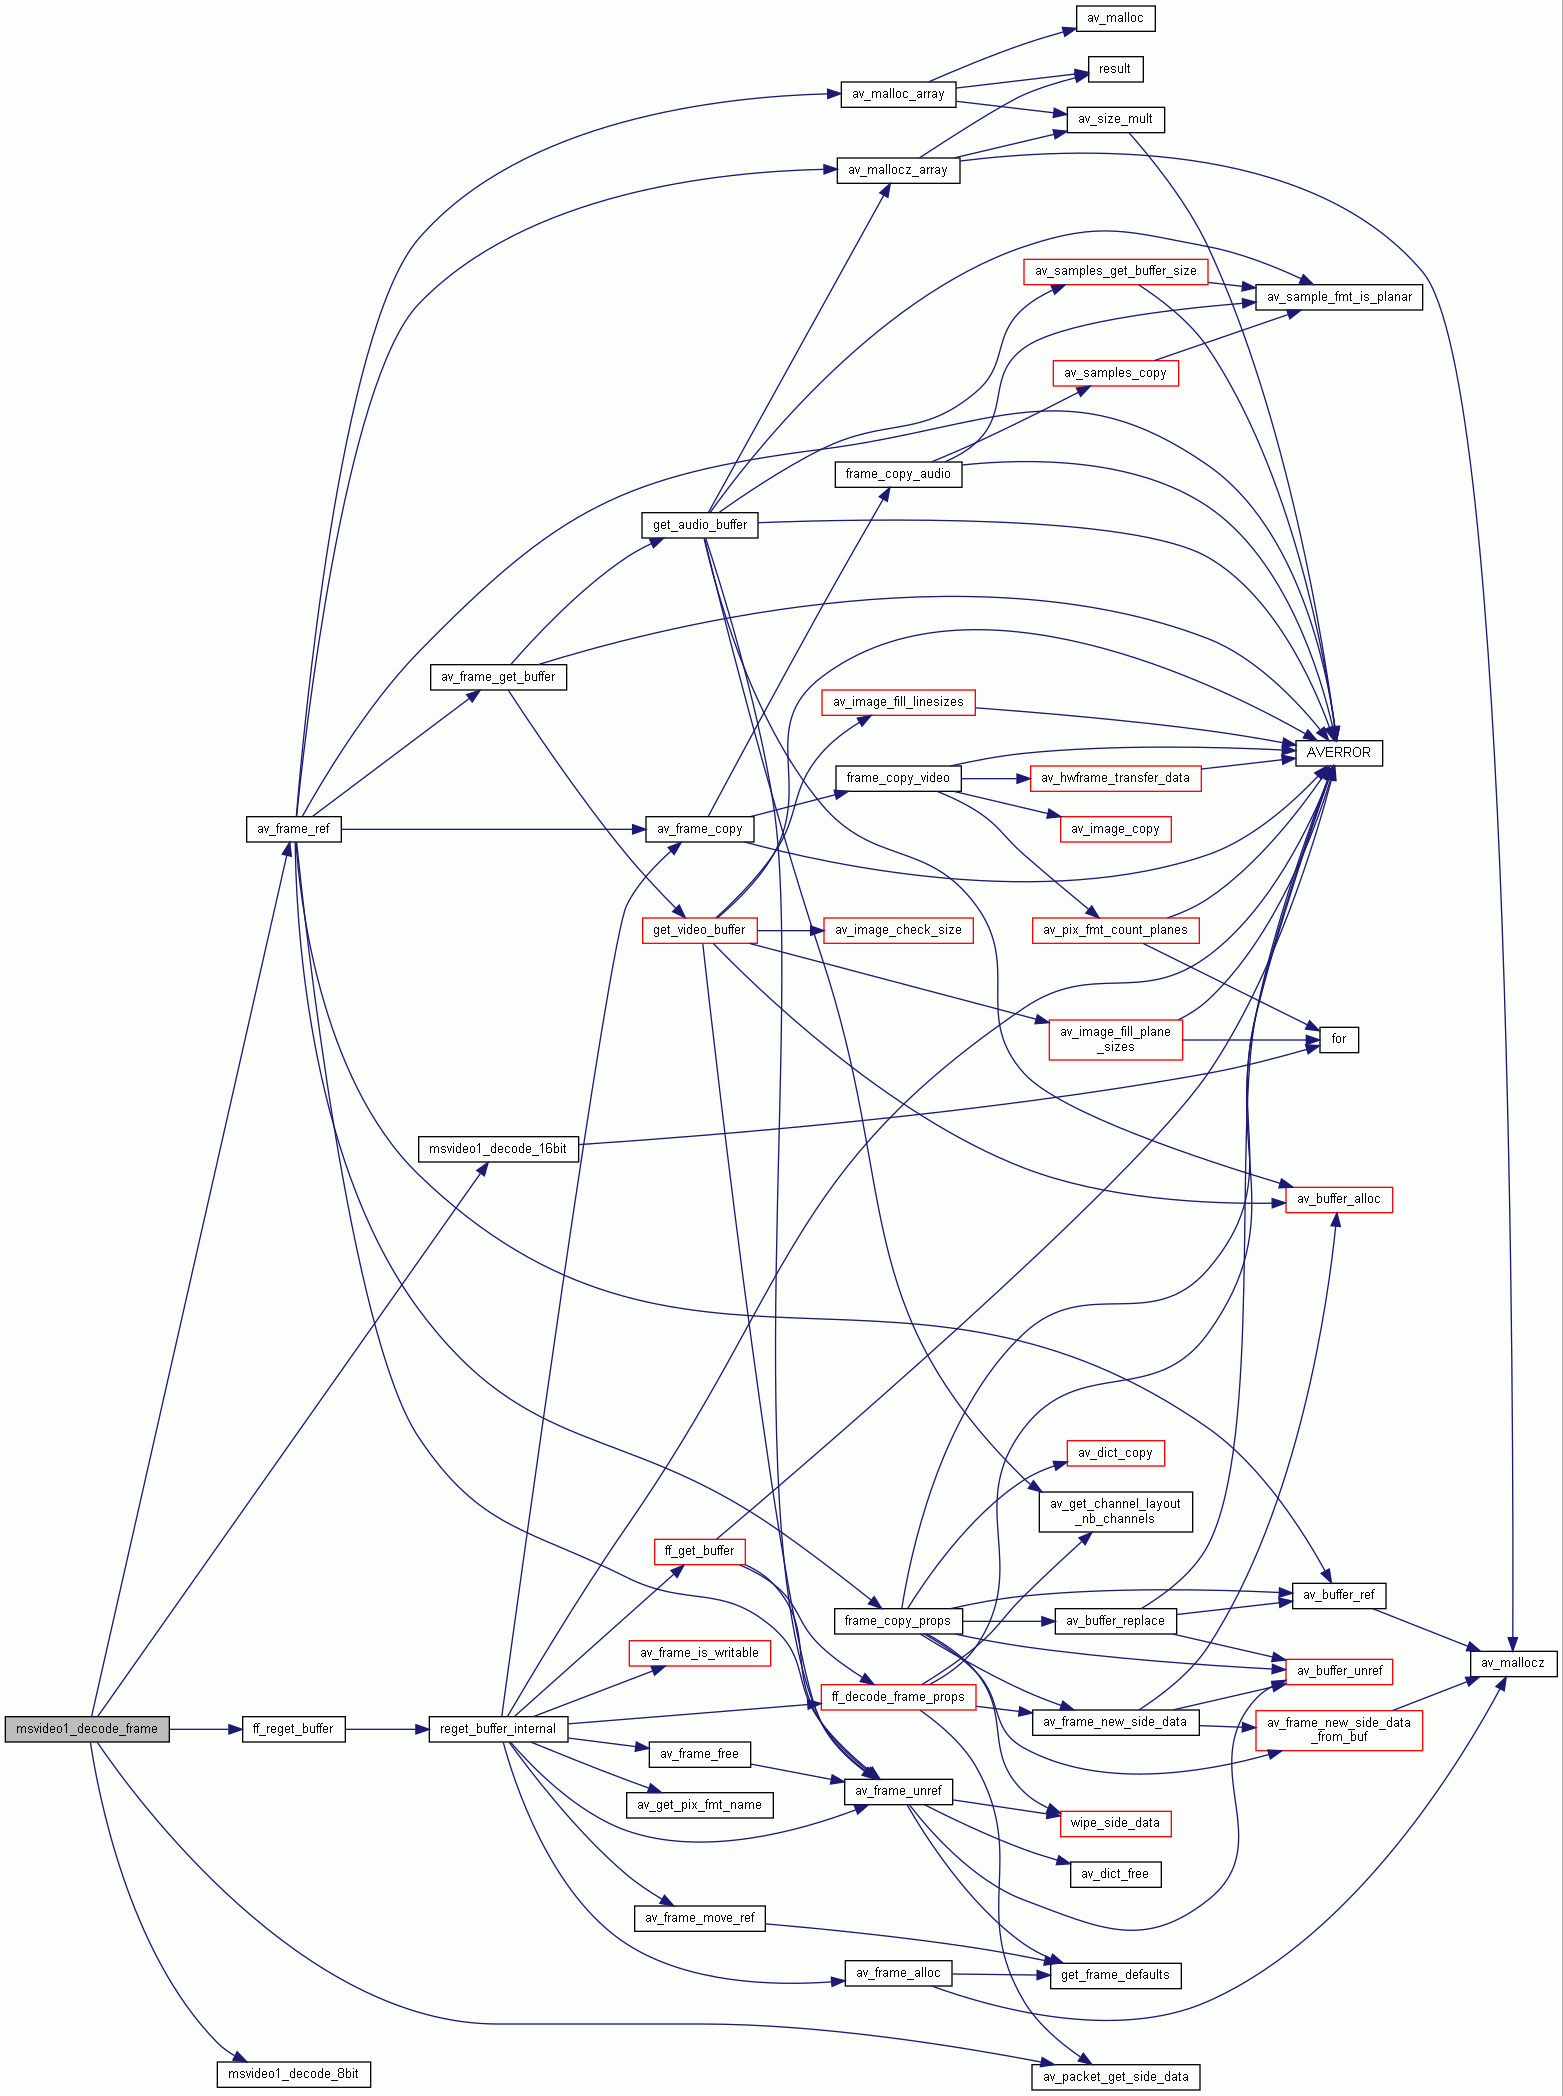 av_malloc
result
av_malloc_array
av_size_mult
av_mallocz_array
av_samples_get_buffer_size
av_sample_fmt_is_planar
av_samples_copy
frame_copy_audio
get_audio_buffer
av_frame_get_buffer
av_image_fill_linesizes
AVERROR
frame_copy_video
av_hwframe_transfer_data
av_frame_ref
av_frame_copy
av_image_copy
get_video_buffer
av_image_check_size
av_pix_fmt_count_planes
av_image_fill_plane
_sizes
for
msvideo1_decode_16bit
av_buffer_alloc
av_dict_copy
av_get_channel_layout
_nb_channels
ff_get_buffer
av_buffer_ref
frame_copy_props
av_buffer_replace
av_frame_is_writable
av_mallocz
av_buffer_unref
ff_decode_frame_props
msvideo1_decode_frame
ff_reget_buffer
reget_buffer_internal
av_frame_new_side_data
av_frame_new_side_data
_from_buf
av_frame_free
av_frame_unref
av_get_pix_fmt_name
wipe_side_data
av_dict_free
av_frame_move_ref
av_frame_alloc
get_frame_defaults
msvideo1_decode_8bit
av_packet_get_side_data